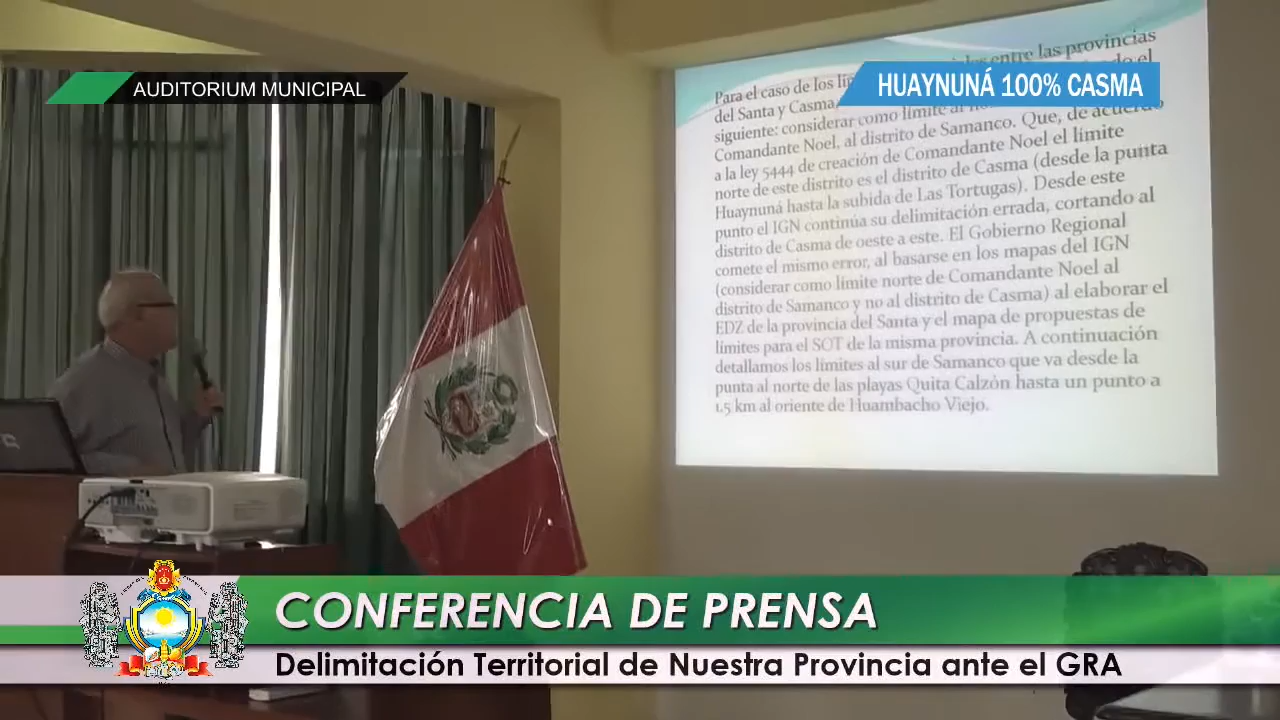 AUDITORIUM MUNICIPAL
HUAYNUNÁ 100% CASMA
Para el caso de los entre las provincias
del Santa y Casma, el
siguiente: considerar como límite al
Comandante Noel, al distrito de Samanco. Que, de acuerdo
a la ley 5444 de creación de Comandante Noel el límite
norte de este distrito es el distrito de Casma (desde la punta
Huaynuná hasta la subida de Las Tortugas). Desde este
punto el IGN continúa su delimitación errada, cortando al
distrito de Casma de oeste a este. El Gobierno Regional
comete el mismo error, al basarse en los mapas del IGN
(considerar como límite norte de Comandante Noel al
distrito de Samanco y no al distrito de Casma) al elaborar el
EDZ de la provincia del Santa y el mapa de propuestas de
límites para el SOT de la misma provincia. A continuación
detallamos los límites al sur de Samanco que va desde la
punta al norte de las playas Quita Calzón hasta un punto a
1,5 km al oriente de Huambacho Viejo.
CONFERENCIA DE PRENSA
Delimitación Territorial de Nuestra Provincia ante el GRA